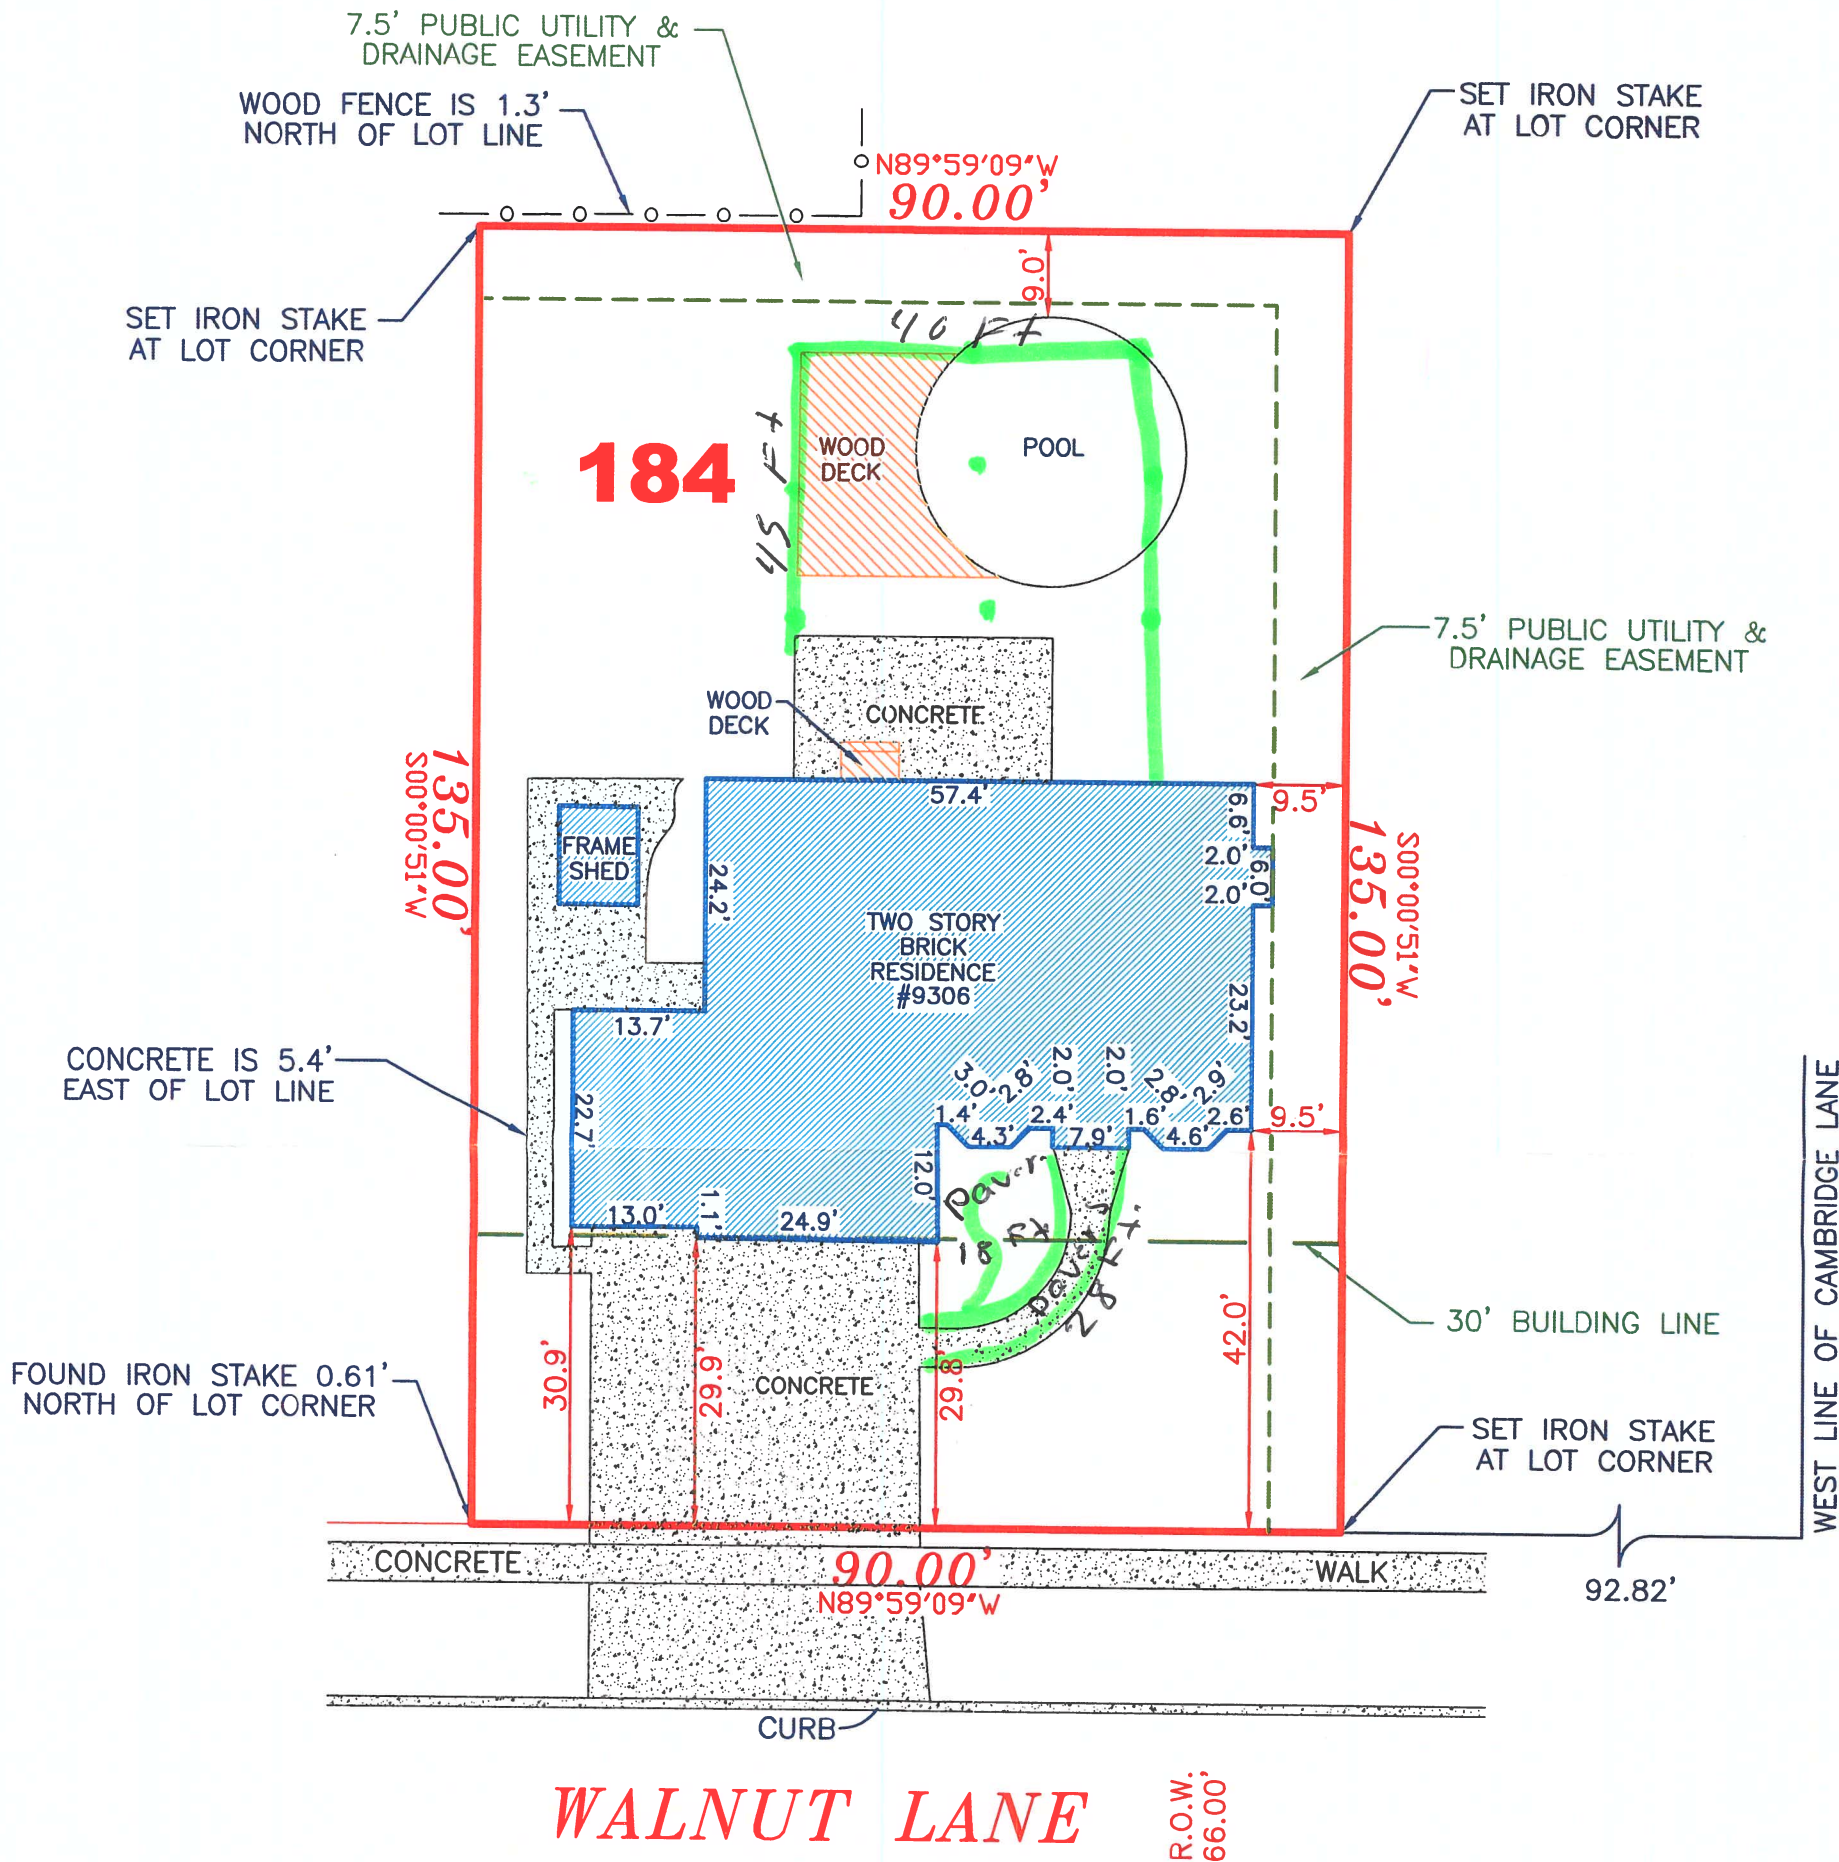 7.5' PUBLIC UTILITY &
DRAINAGE EASEMENT
WOOD FENCE IS 1.3'
NORTH OF LOT LINE
SET IRON STAKE
AT LOT CORNER
N89°59'09"W
90.00'
9.0'
SET IRON STAKE
AT LOT CORNER
40 Ft
45 Ft
184
WOOD
DECK
POOL
7.5' PUBLIC UTILITY &
DRAINAGE EASEMENT
WOOD
DECK
CONCRETE
135.00'
S00°00'51"W
57.4'
9.5'
6.6'
2.0'
6.0'
2.0'
FRAME
SHED
24.2'
135.00'
S00°00'51"W
TWO STORY
BRICK
RESIDENCE
#9306
23.2'
13.7'
CONCRETE IS 5.4'
EAST OF LOT LINE
22.7'
3.0'
2.8'
2.0'
2.0'
2.8'
2.9'
1.4'
2.4'
1.6'
2.6'
9.5'
4.3'
7.9'
4.6'
12.0'
Paver
18 Ft
pavers
28 Ft.
13.0'
1.1'
24.9'
30' BUILDING LINE
30.9'
29.9'
29.8'
42.0'
CONCRETE
FOUND IRON STAKE 0.61'
NORTH OF LOT CORNER
SET IRON STAKE
AT LOT CORNER
WEST LINE OF CAMBRIDGE LANE
92.82'
CONCRETE
90.00'
WALK
N89°59'09"W
CURB
WALNUT LANE
R.O.W.
66.00'